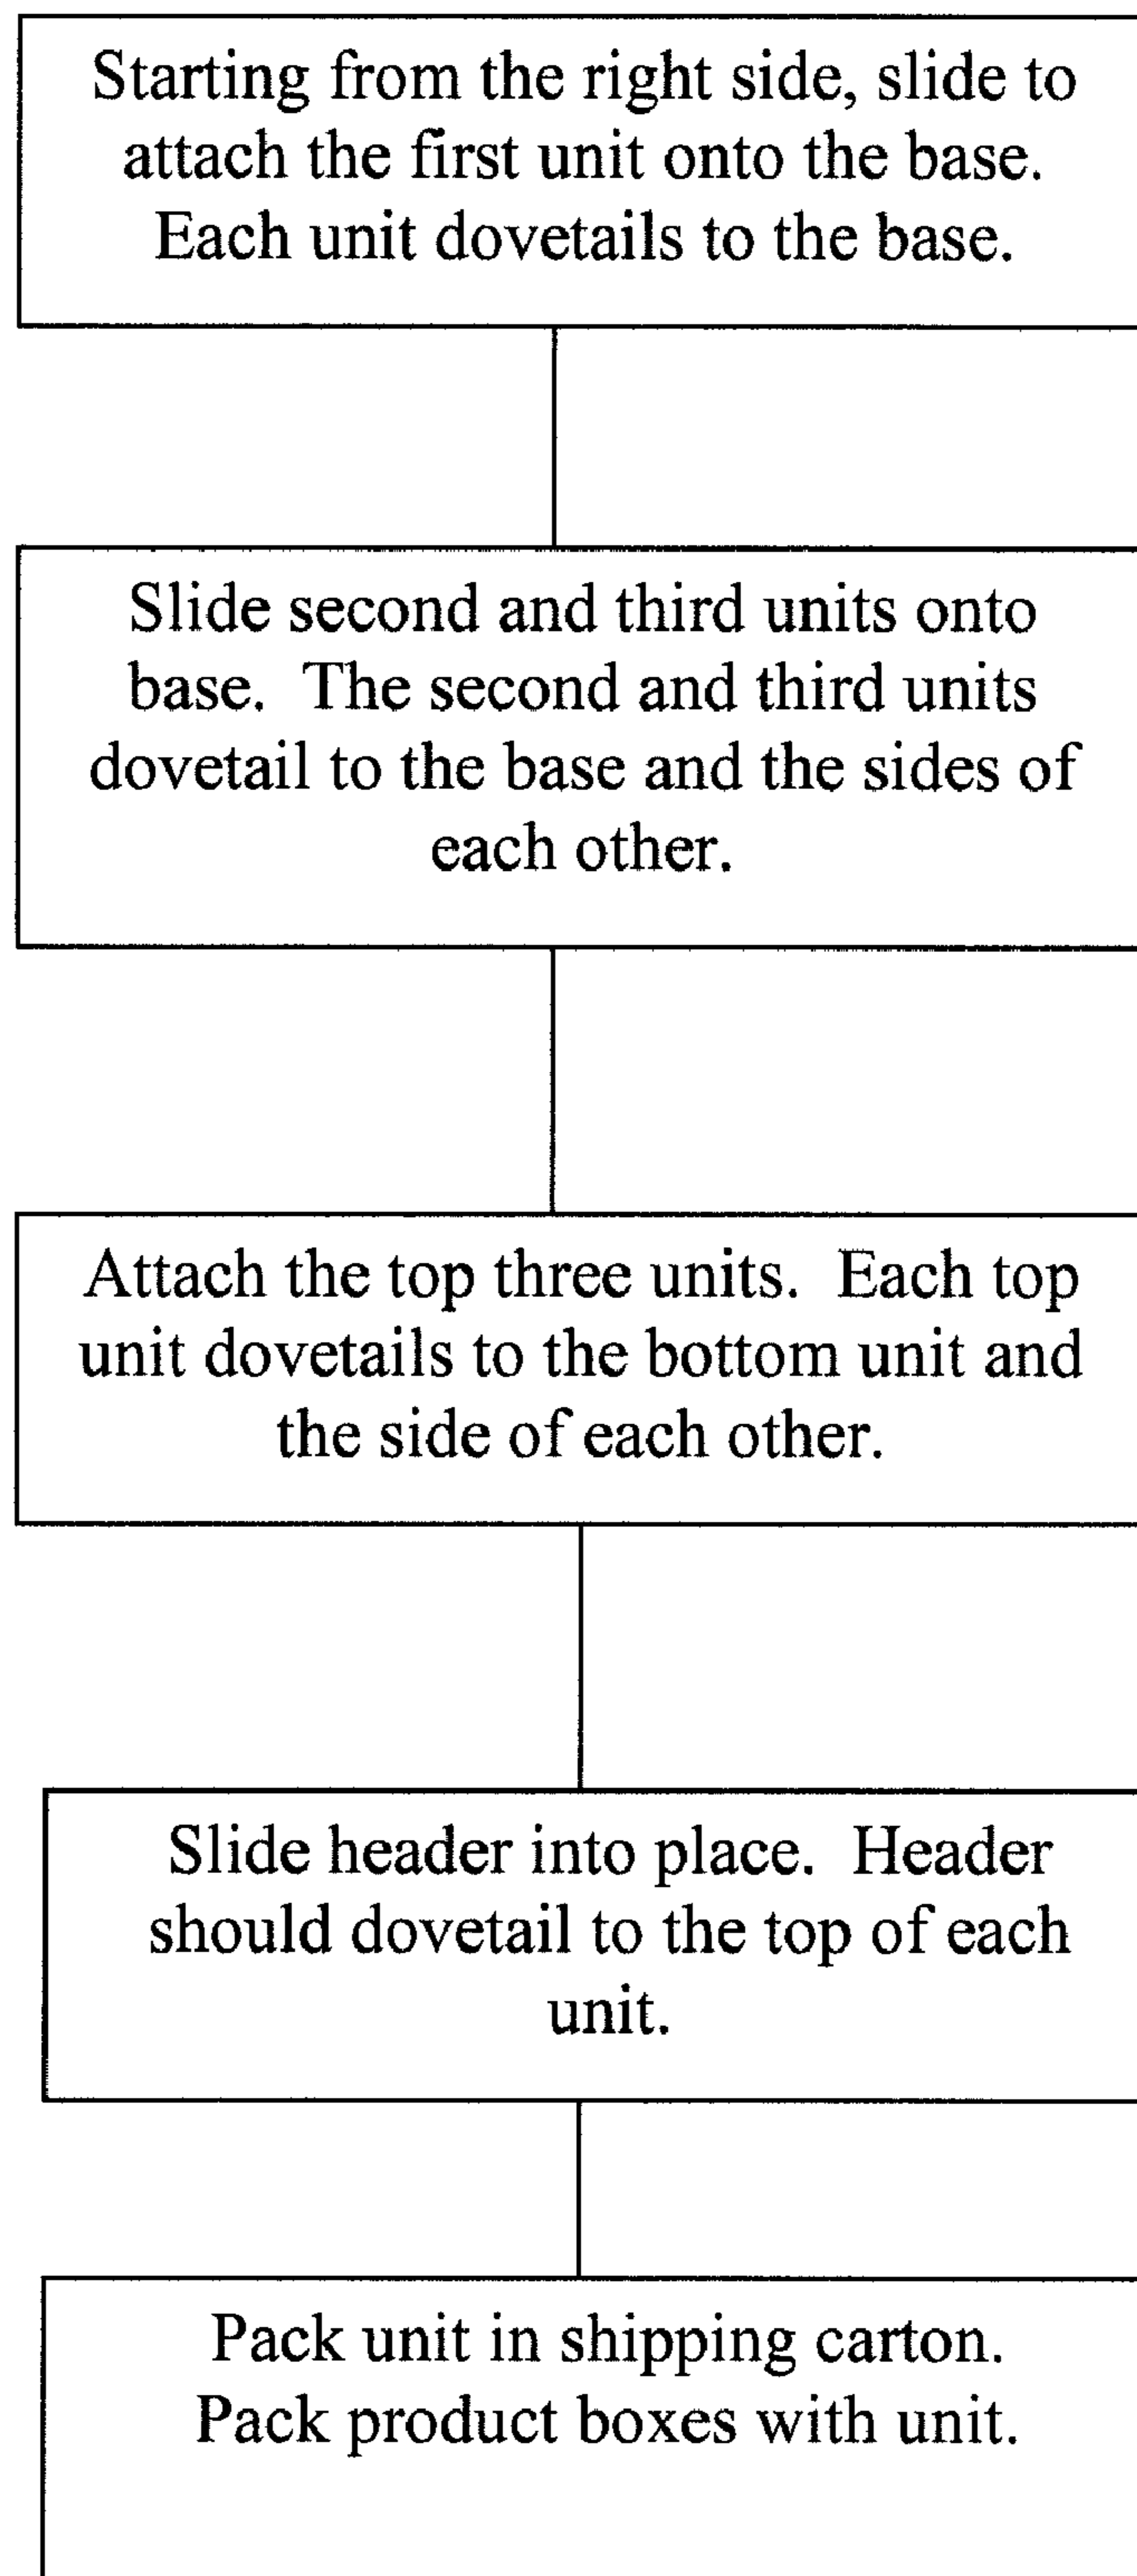 Starting from the right side, slide to
attach the first unit onto the base.
Each unit dovetails to the base.
Slide second and third units onto
base.  The second and third units
dovetail to the base and the sides of
each other.
Attach the top three units.  Each top
unit dovetails to the bottom unit and
the side of each other.
Slide header into place.  Header
should dovetail to the top of each
unit.
Pack unit in shipping carton.
Pack product boxes with unit.